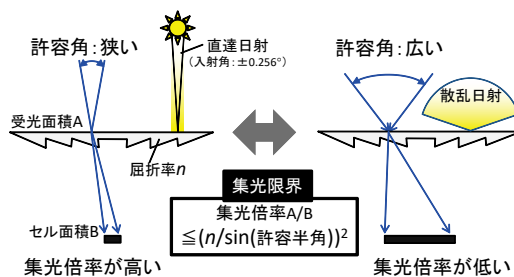 許容角:狭い
直達日射
(入射角:±0.256°)
許容角:広い
散乱日射
受光面積A
屈折率n
集光限界
集光倍率A/B
≦(n/sin(許容半角))²
セル面積B
集光倍率が高い
集光倍率が低い